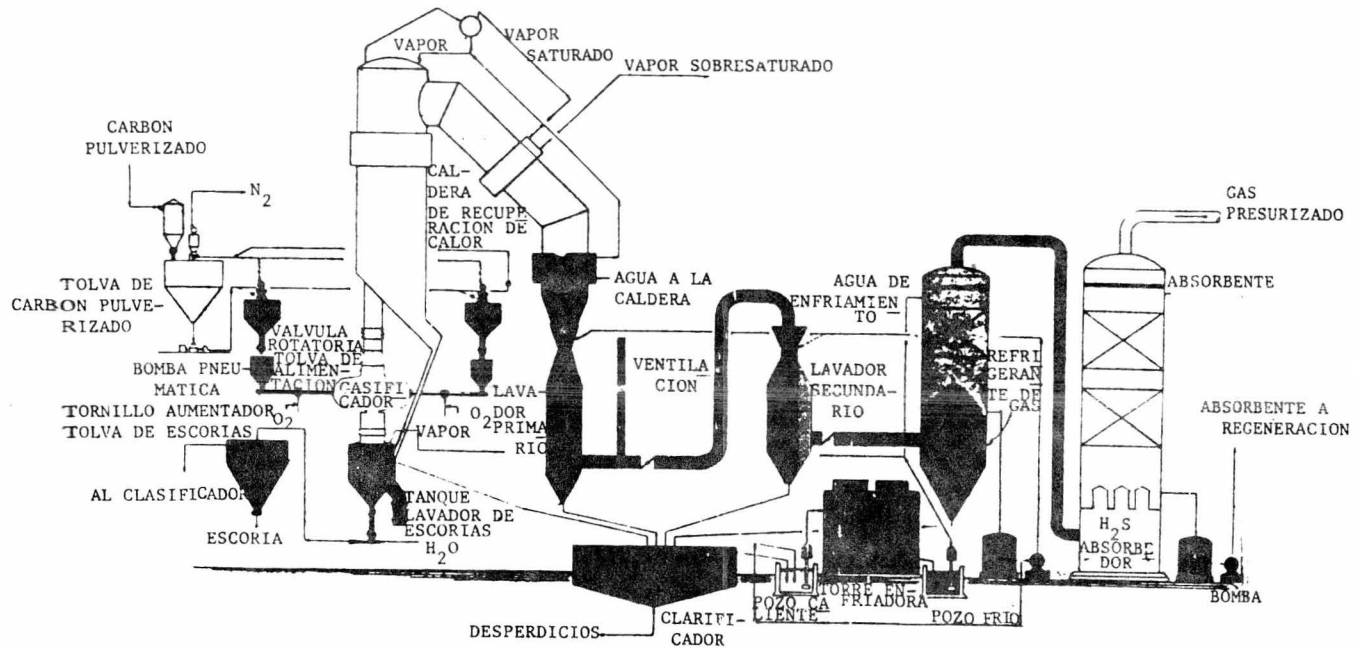 VAPOR
VAPOR
SATURADO
VAPOR SOBRESATURADO
CARBON
PULVERIZADO
N2
CAL-
DERA
DE RECUPE
RACION DE
CALOR
GAS
PRESURIZADO
TOLVA DE
CARBON PULVE-
RIZADO
AGUA A LA
CALDERA
AGUA DE
ENFRIAMIEN
TO
ABSORBENTE
VALVULA
ROTATORIA
TOLVA DE
ALIMEN-
TACION
BOMBA PNEU
MATICA
GASIFI
CADOR
VENTILA
CION
LAVADOR
SECUNDA-
RIO
REFRI
GERAN
TE DE
GAS
TORNILLO AUMENTADOR
O2
O2
LAVA-
DOR
PRIMA
RIO
TOLVA DE ESCORIAS
VAPOR
ABSORBENTE A
REGENERACION
AL CLASIFICADOR
TANQUE
LAVADOR DE
ESCORIAS
ESCORIA
H2O
H2S
ABSORBE
DOR
POZO CA
LIENTE
TORRE EN-
FRIADORA
POZO FRIO
BOMBA
DESPERDICIOS
CLARIFI-
CADOR